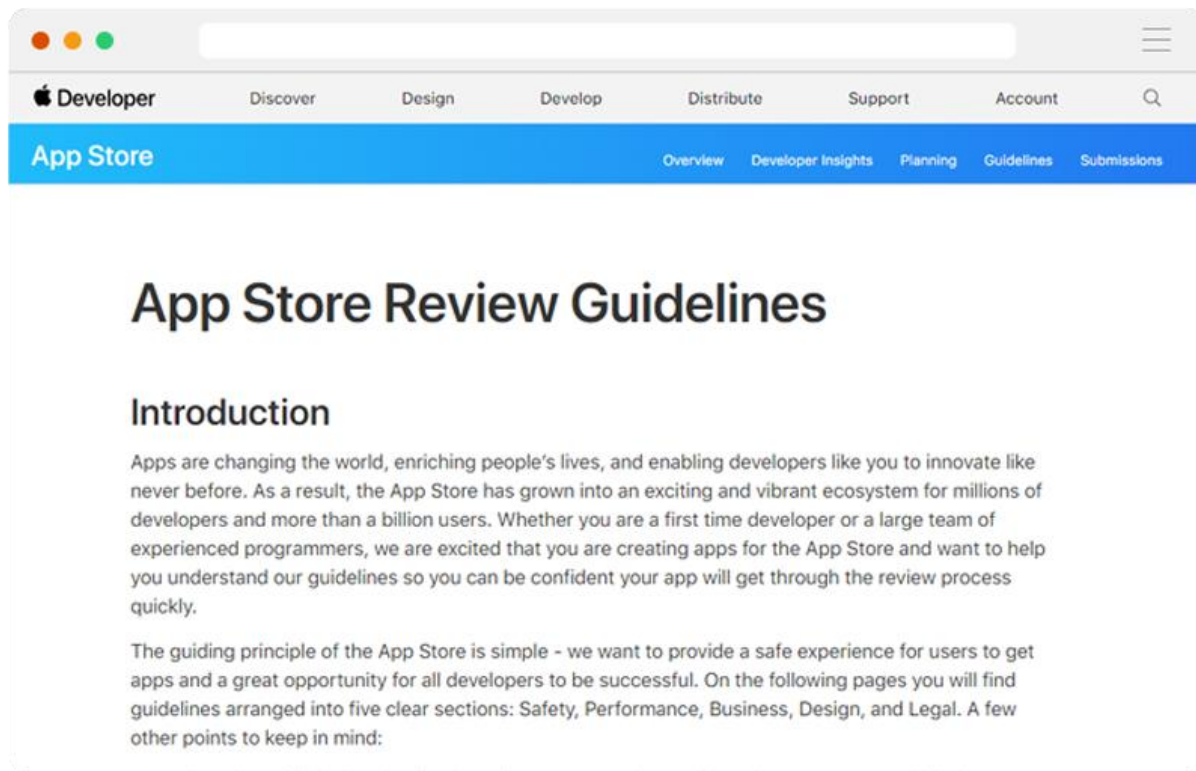 Developer Discover Design Develop Distribute Support Account
App Store Overview Developer Insights Planning Guidelines Submissions
App Store Review Guidelines
Introduction
Apps are changing the world, enriching people's lives, and enabling developers like you to innovate like
never before. As a result, the App Store has grown into an exciting and vibrant ecosystem for millions of
developers and more than a billion users. Whether you are a first time developer or a large team of
experienced programmers, we are excited that you are creating apps for the App Store and want to help
you understand our guidelines so you can be confident your app will get through the review process
quickly.
The guiding principle of the App Store is simple - we want to provide a safe experience for users to get
apps and a great opportunity for all developers to be successful. On the following pages you will find
guidelines arranged into five clear sections: Safety, Performance, Business, Design, and Legal. A few
other points to keep in mind: